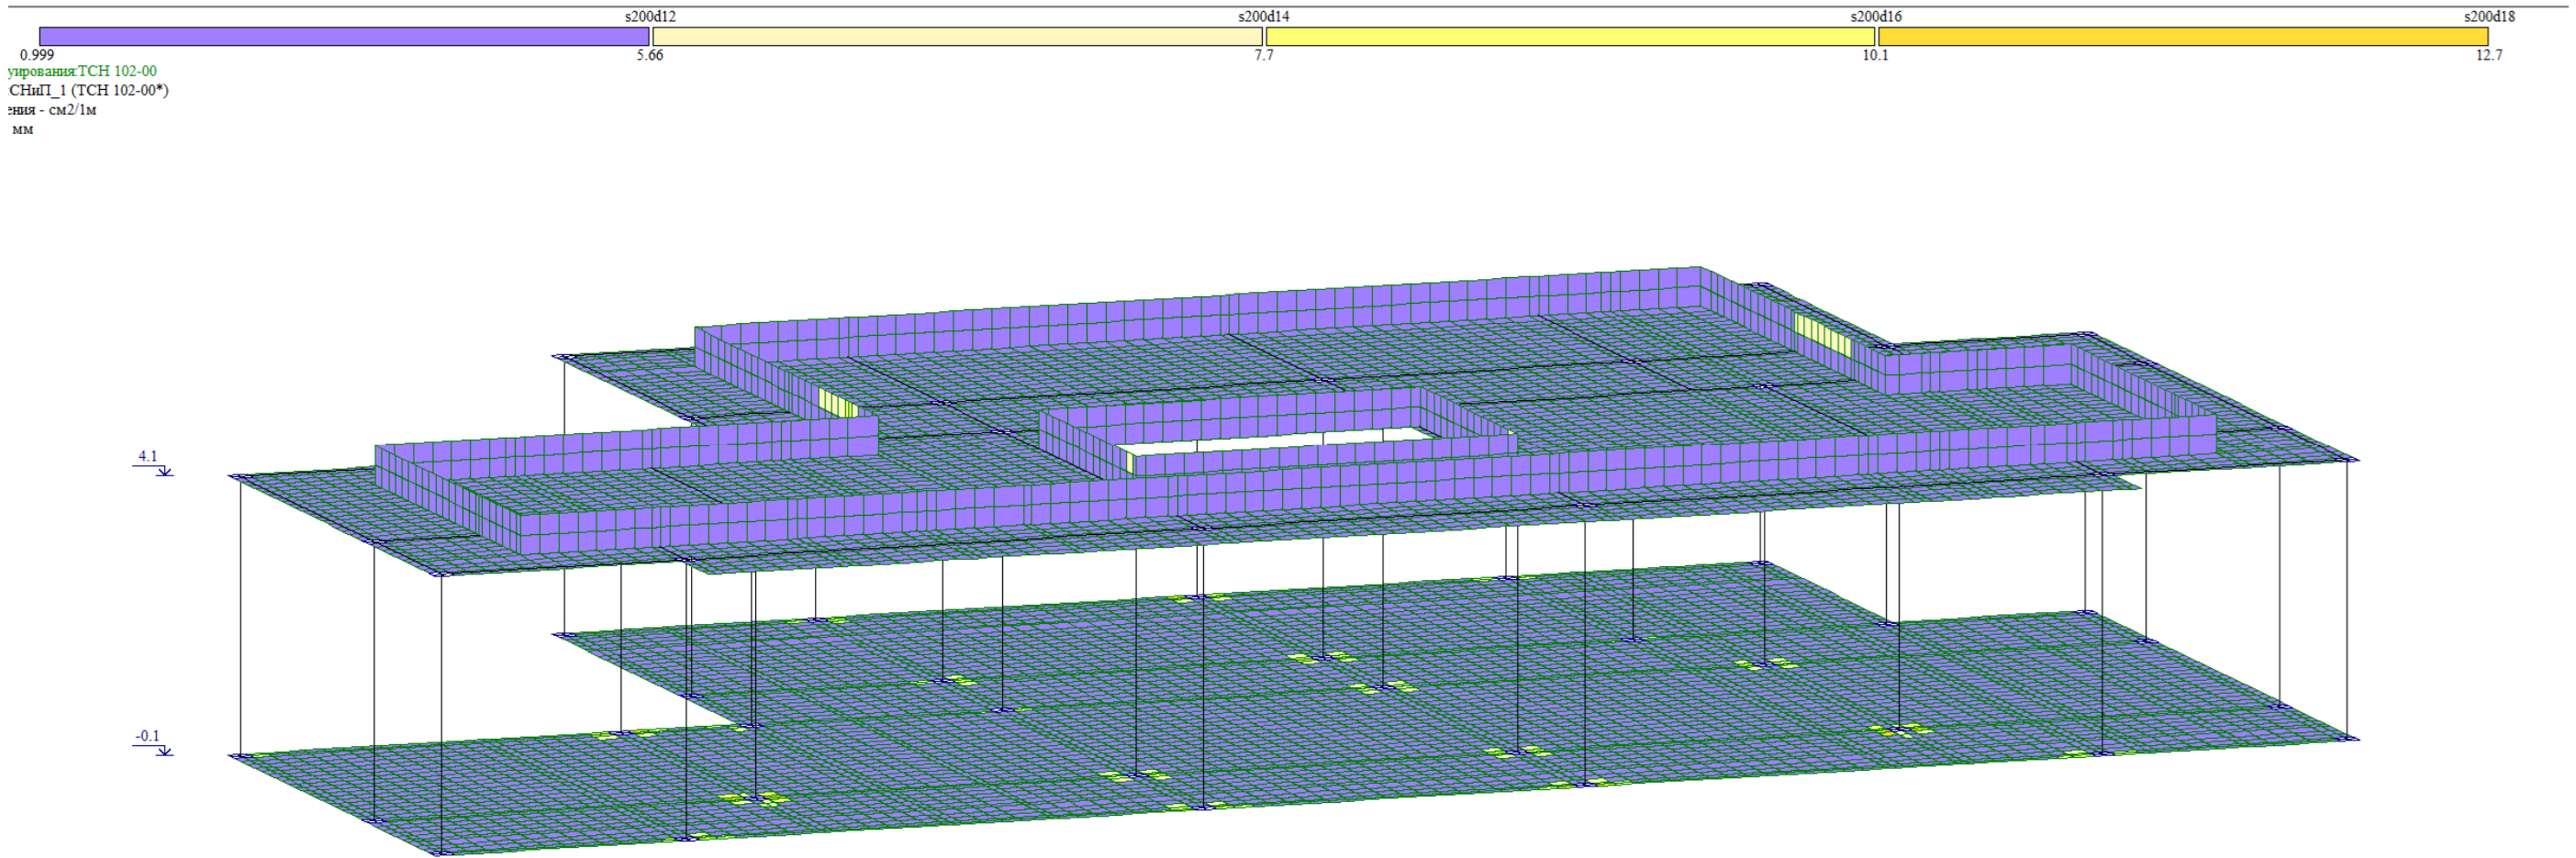 s200d12 s200d14 s200d16 s200d18
0.999 5.66 7.7 10.1 12.7
уирования:ТСН 102-00
:СНиП_1 (ТСН 102-00*)
ения - см2/1м
мм
4.1
-0.1